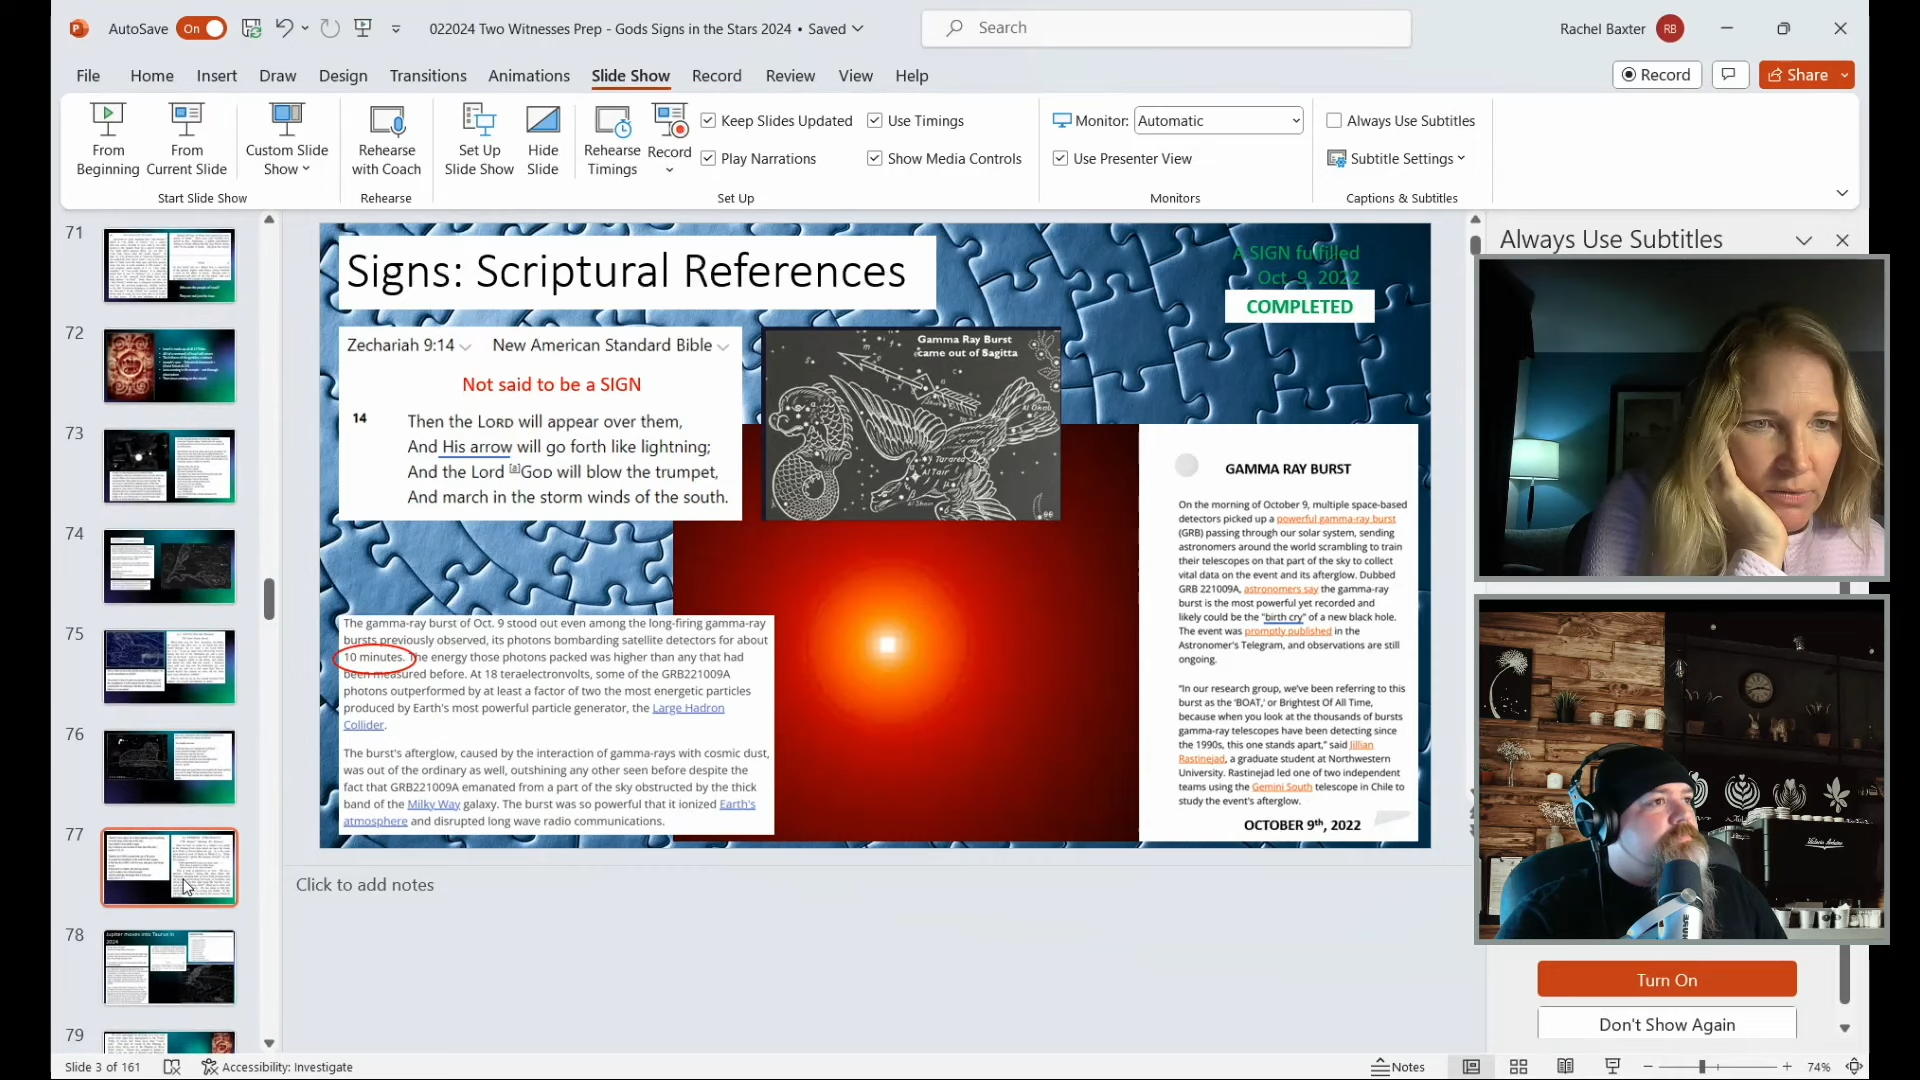 AutoSave On
022024 Two Witnesses Prep - Gods Signs in the Stars 2024 • Saved
Search
Rachel Baxter RB
File Home Insert Draw Design Transitions Animations Slide Show Record Review View Help
Record
Share
From Beginning
From Current Slide
Custom Slide Show
Start Slide Show
Rehearse with Coach
Rehearse
Set Up Slide Show
Hide Slide
Rehearse Timings
Record
Keep Slides Updated
Play Narrations
Use Timings
Show Media Controls
Set Up
Monitor: Automatic
Use Presenter View
Monitors
Always Use Subtitles
Subtitle Settings
Captions & Subtitles
71
72
73
74
75
76
77
78
Jupiter moves into Taurus in
2024
79
Signs: Scriptural References
A SIGN fulfilled
Oct. 9, 2022
COMPLETED
Zechariah 9:14 New American Standard Bible
Not said to be a SIGN
14 Then the LORD will appear over them,
And His arrow will go forth like lightning;
And the Lord [a]GOD will blow the trumpet,
And march in the storm winds of the south.
Gamma Ray Burst
came out of Sagitta
Tarared
Al Tair
Al Shain
Al Okal
GAMMA RAY BURST
On the morning of October 9, multiple space-based
detectors picked up a powerful gamma-ray burst
(GRB) passing through our solar system, sending
astronomers around the world scrambling to train
their telescopes on that part of the sky to collect
vital data on the event and its afterglow. Dubbed
GRB 221009A, astronomers say the gamma-ray
burst is the most powerful yet recorded and
likely could be the "birth cry" of a new black hole.
The event was promptly published in the
Astronomer's Telegram, and observations are still
ongoing.
"In our research group, we've been referring to this
burst as the 'BOAT,' or Brightest Of All Time,
because when you look at the thousands of bursts
gamma-ray telescopes have been detecting since
the 1990s, this one stands apart," said Jillian
Rastinejad, a graduate student at Northwestern
University. Rastinejad led one of two independent
teams using the Gemini South telescope in Chile to
study the event's afterglow.
OCTOBER 9th, 2022
The gamma-ray burst of Oct. 9 stood out even among the long-firing gamma-ray
bursts previously observed, its photons bombarding satellite detectors for about
10 minutes. The energy those photons packed was higher than any that had
been measured before. At 18 teraelectronvolts, some of the GRB221009A
photons outperformed by at least a factor of two the most energetic particles
produced by Earth's most powerful particle generator, the Large Hadron
Collider.
The burst's afterglow, caused by the interaction of gamma-rays with cosmic dust,
was out of the ordinary as well, outshining any other seen before despite the
fact that GRB221009A emanated from a part of the sky obstructed by the thick
band of the Milky Way galaxy. The burst was so powerful that it ionized Earth's
atmosphere and disrupted long wave radio communications.
Click to add notes
Always Use Subtitles
Turn On
Don't Show Again
Slide 3 of 161
Accessibility: Investigate
Notes
74%